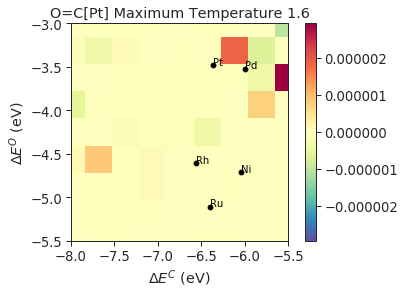 O=C[Pt] Maximum Temperature 1.6
−3.0
−3.5
−4.0
−4.5
−5.0
−5.5
ΔE^O (eV)
Pt
Pd
Rh
Ni
Ru
−8.0 −7.5 −7.0 −6.5 −6.0 −5.5
ΔE^C (eV)
0.000002
0.000001
0.000000
−0.000001
−0.000002